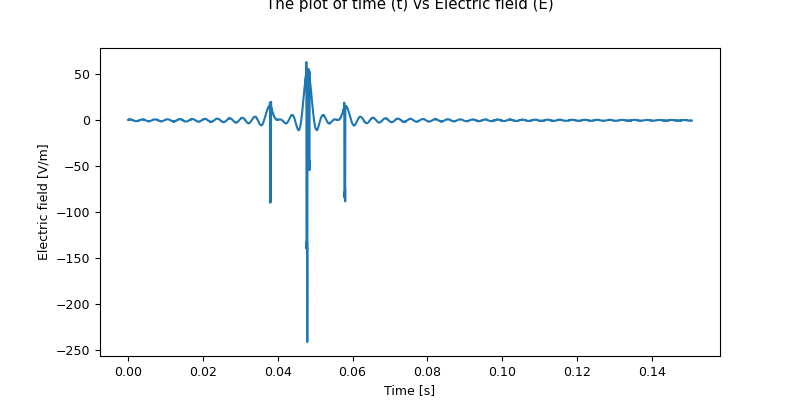 The plot of time (t) vs Electric field (E)
Electric field [V/m]
50
0
−50
−100
−150
−200
−250
0.00 0.02 0.04 0.06 0.08 0.10 0.12 0.14
Time [s]